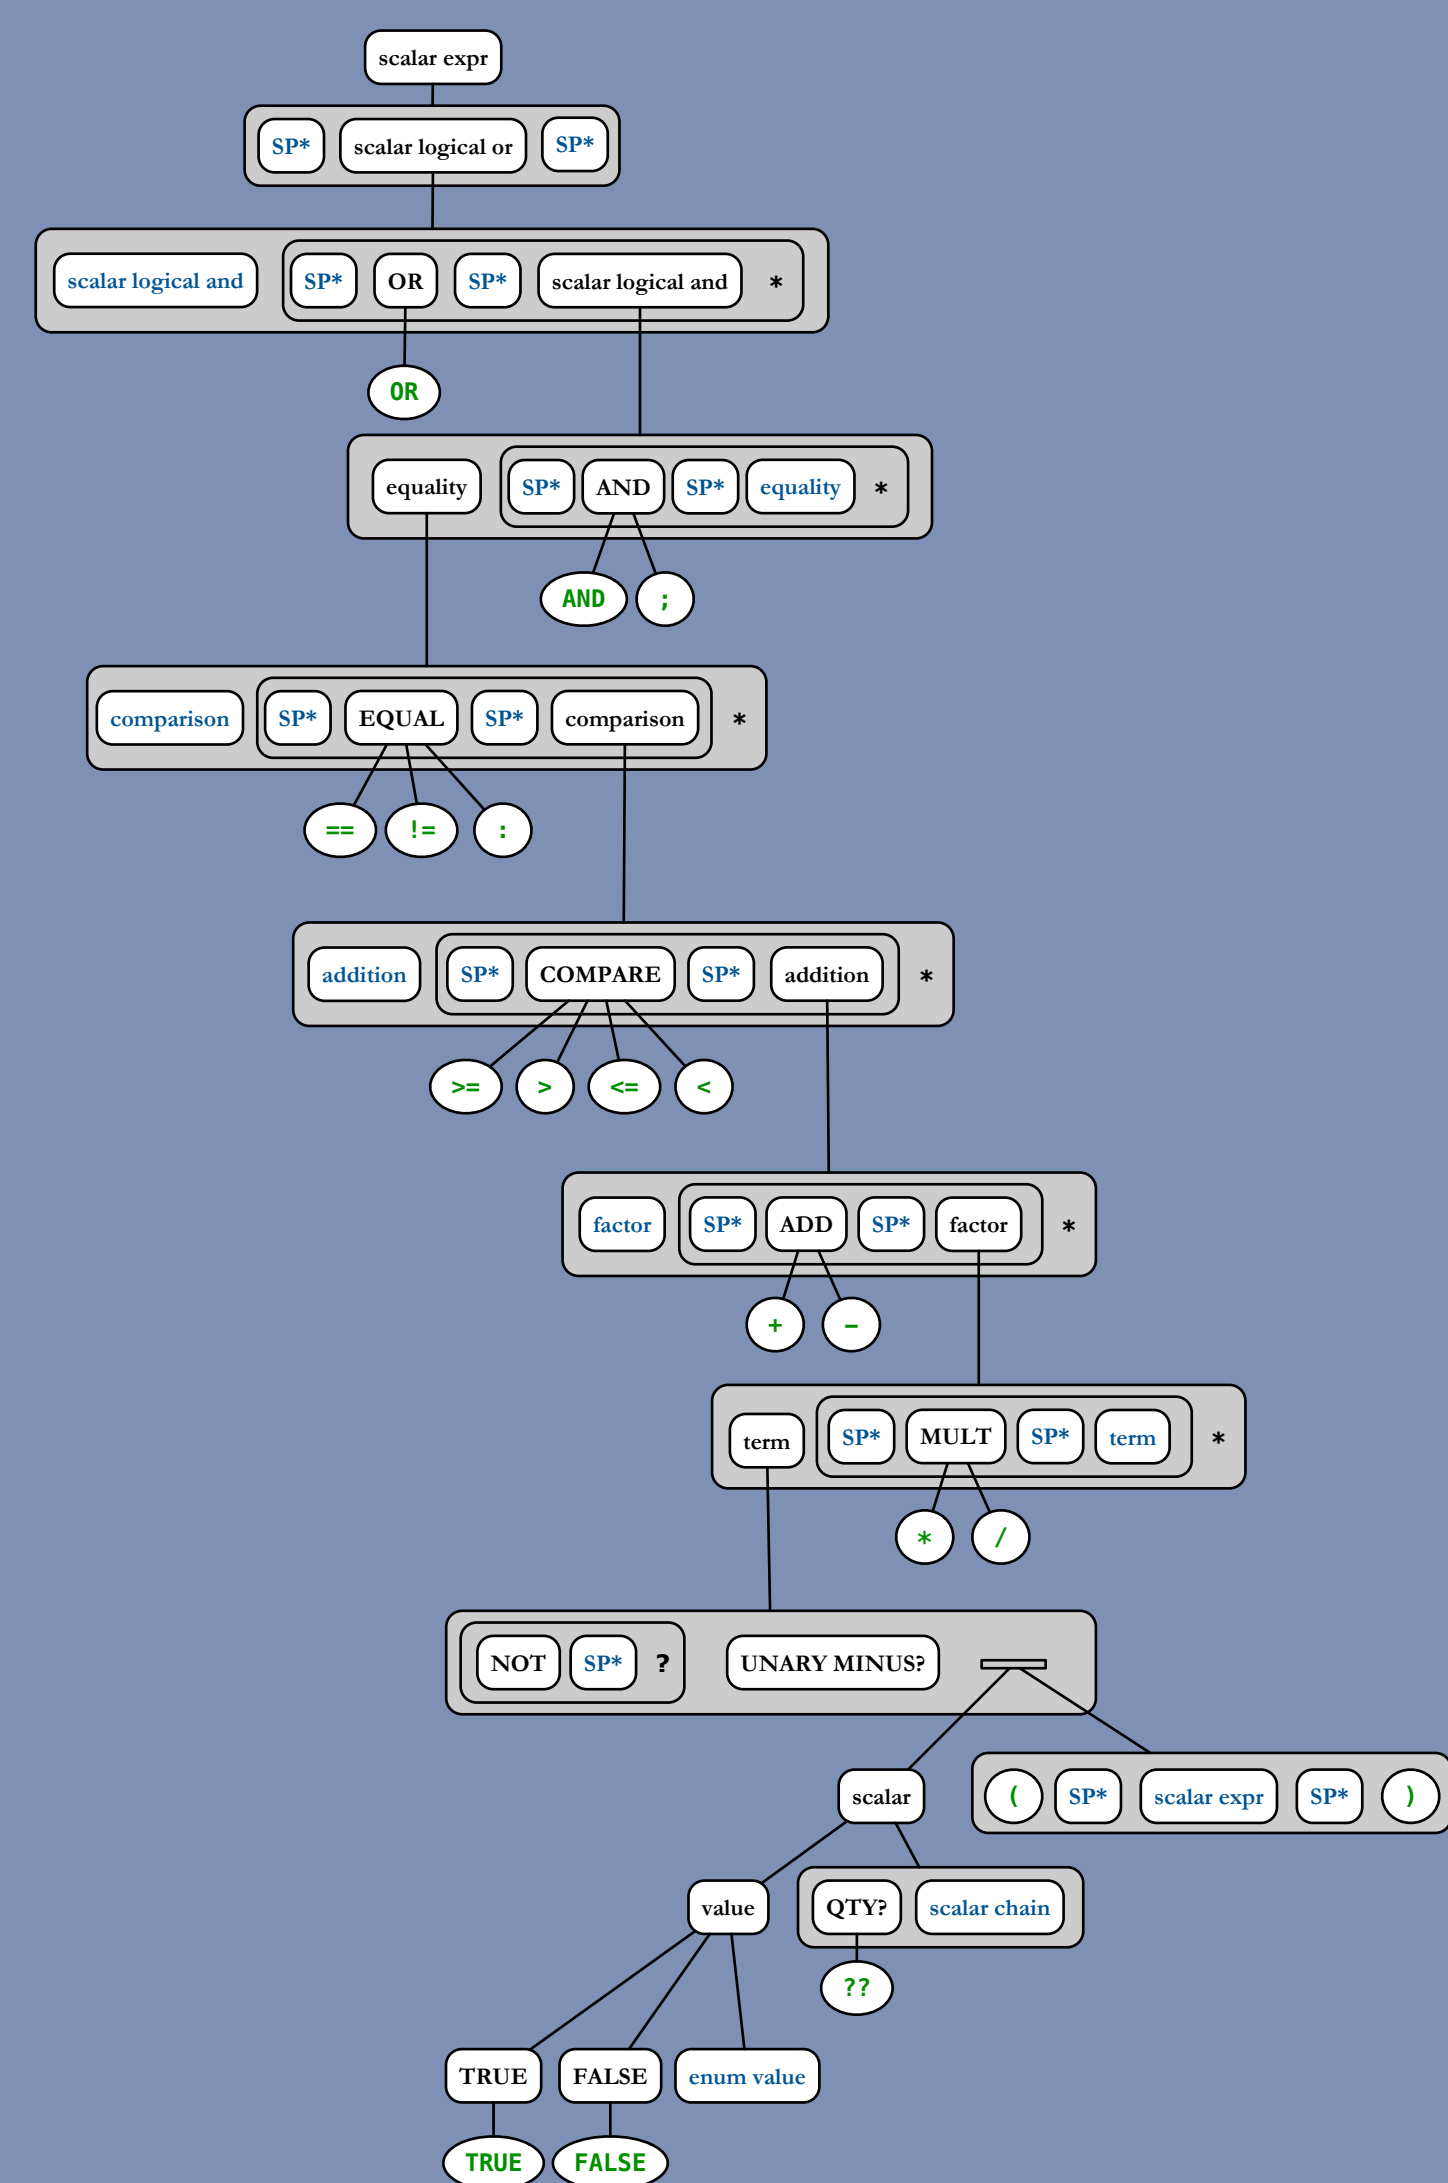 scalar expr
SP* scalar logical or SP*
scalar logical and SP* OR SP* scalar logical and *
OR
equality SP* AND SP* equality *
AND ;
comparison SP* EQUAL SP* comparison *
== != :
addition SP* COMPARE SP* addition *
>= > <= <
factor SP* ADD SP* factor *
+ −
term SP* MULT SP* term *
* /
NOT SP* ? UNARY MINUS?
scalar ( SP* scalar expr SP* )
value QTY? scalar chain
??
TRUE FALSE enum value
TRUE FALSE